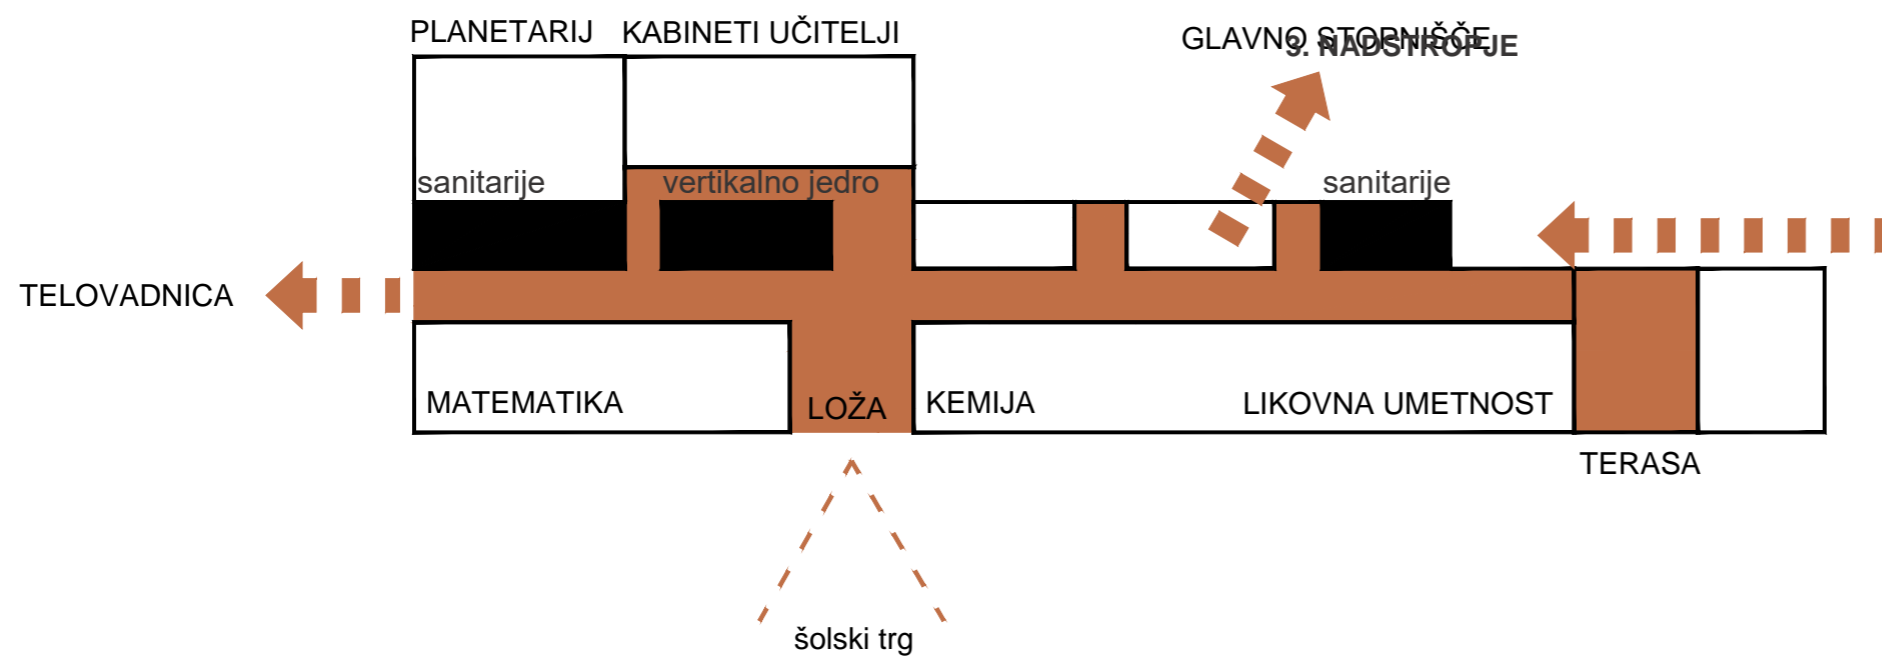 PLANETARIJ
KABINETI UČITELJI
GLAVNO STOPNIŠČE
3. NADSTROPJE
sanitarije
vertikalno jedro
sanitarije
TELOVADNICA
MATEMATIKA
LOŽA
KEMIJA
LIKOVNA UMETNOST
TERASA
šolski trg